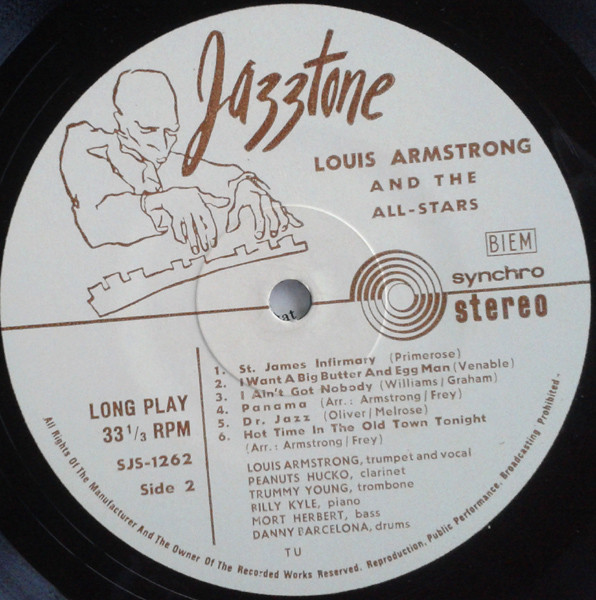 Jazztone
LOUIS ARMSTRONG
AND THE
ALL-STARS
BIEM
synchro
stereo
at
LONG PLAY
33 1/3 RPM
SJS-1262
Side 2
1. St. James Infirmary (Primerose)
2. I Want A Big Butter And Egg Man (Venable)
3. I Ain't Got Nobody (Williams/Graham)
4. Panama (Arr.: Armstrong/Frey)
5. Dr. Jazz (Oliver/Melrose)
6. Hot Time In The Old Town Tonight
(Arr.: Armstrong/Frey)
LOUIS ARMSTRONG, trumpet and vocal
PEANUTS HUCKO, clarinet
TRUMMY YOUNG, trombone
BILLY KYLE, piano
MORT HERBERT, bass
DANNY BARCELONA, drums
TU
All Rights Of The Manufacturer And The Owner Of The Recorded Works Reserved. Reproduction, Public Performance, Broadcasting Prohibited -